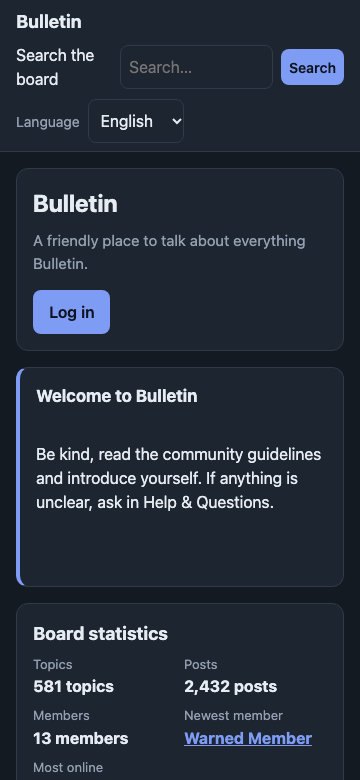 Bulletin
Search the
board
Search...
Search
Language
English
Bulletin
A friendly place to talk about everything
Bulletin.
Log in
Welcome to Bulletin
Be kind, read the community guidelines
and introduce yourself. If anything is
unclear, ask in Help & Questions.
Board statistics
Topics
581 topics
Posts
2,432 posts
Members
13 members
Newest member
Warned Member
Most online